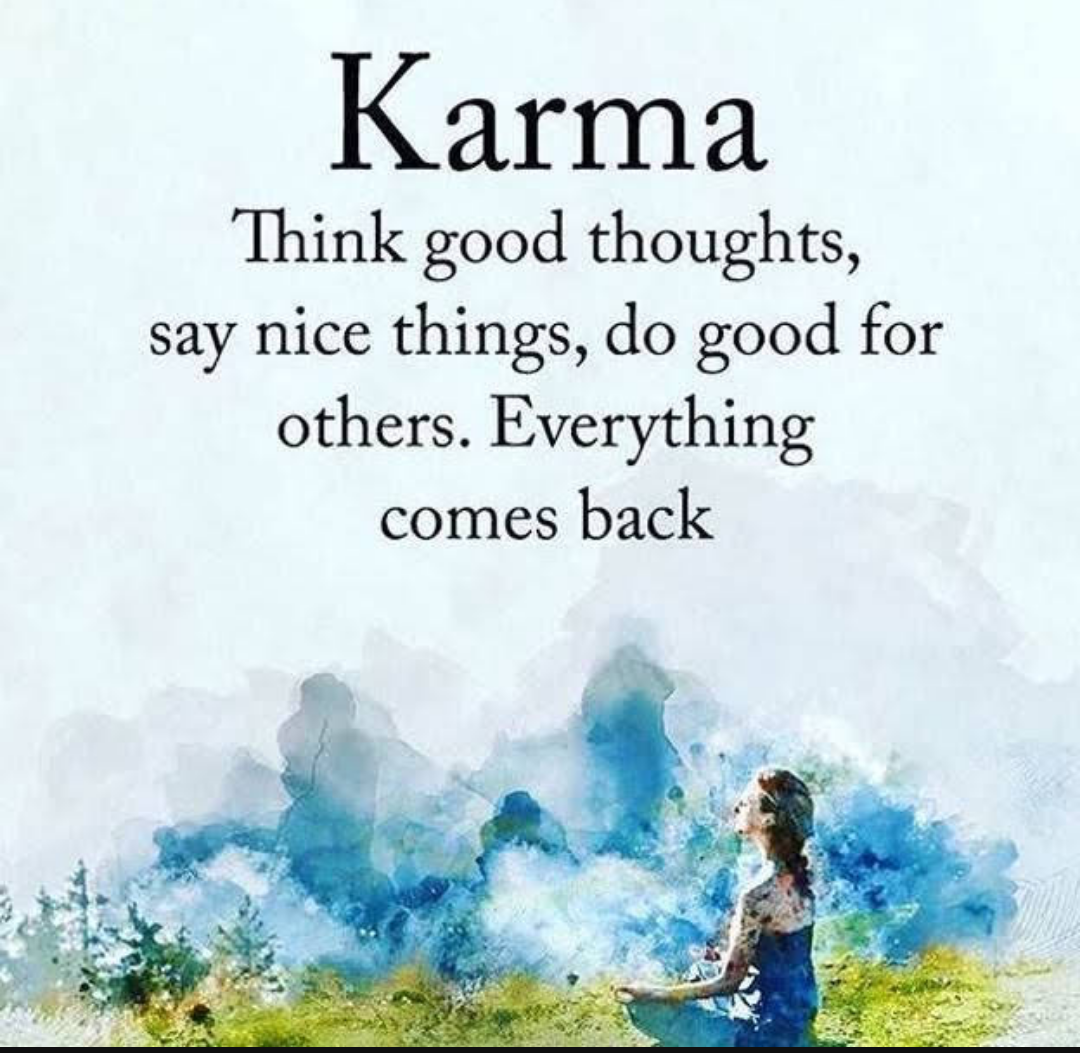 Karma
Think good thoughts,
say nice things, do good for
others. Everything
comes back